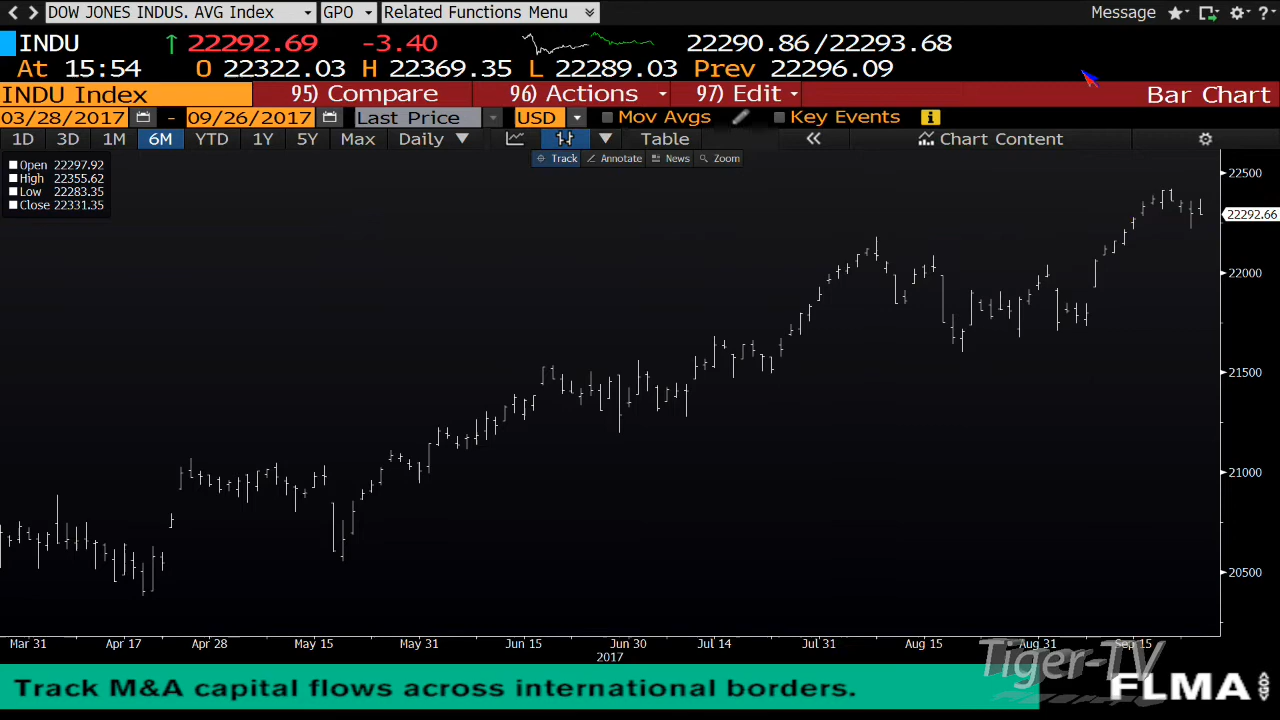 DOW JONES INDUS. AVG Index GPO Related Functions Menu Message ?
INDU 22292.69 -3.40 22290.86/22293.68
At 15:54 O 22322.03 H 22369.35 L 22289.03 Prev 22296.09
INDU Index 95) Compare 96) Actions 97) Edit Bar Chart
03/28/2017 - 09/26/2017 Last Price USD Mov Avgs Key Events i
1D 3D 1M 6M YTD 1Y 5Y Max Daily Table Chart Content
Track Annotate News Zoom
Open 22297.92
High 22355.62
Low 22283.35
Close 22331.35
22500
22292.66
22000
21500
21000
20500
Mar 31 Apr 17 Apr 28 May 15 May 31 Jun 15 Jun 30 Jul 14 Jul 31 Aug 15 Aug 31 Sep 15
2017
Tiger-TV
Track M&A capital flows across international borders.
FLMA GO